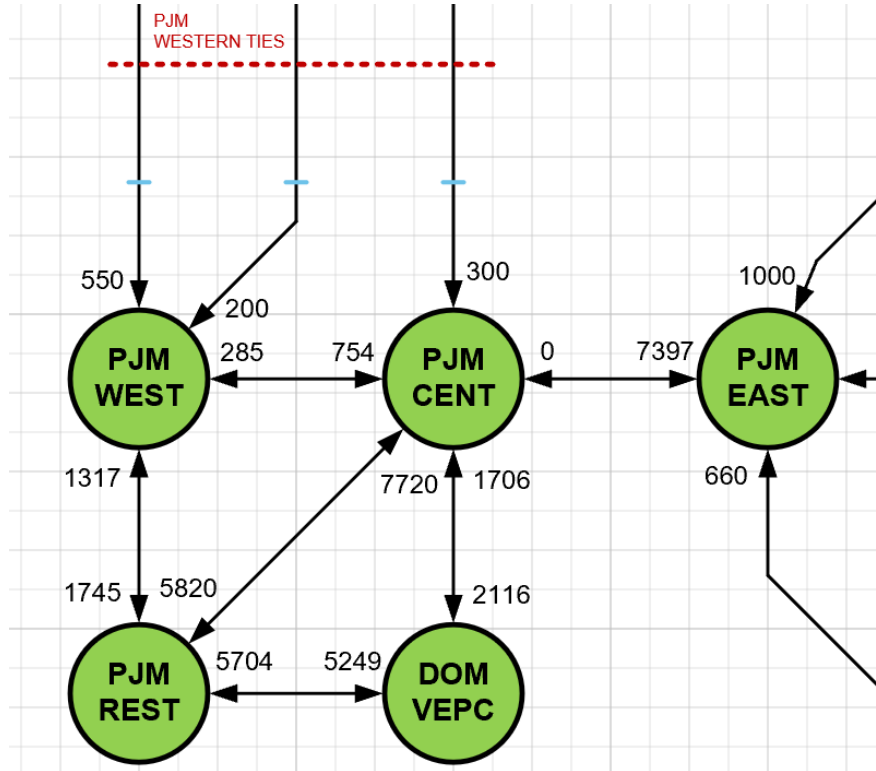 PJM
WESTERN TIES
550
200
300
1000
PJM
WEST
285
754
PJM
CENT
0
7397
PJM
EAST
1317
7720
1706
660
1745
5820
2116
PJM
REST
5704
5249
DOM
VEPC